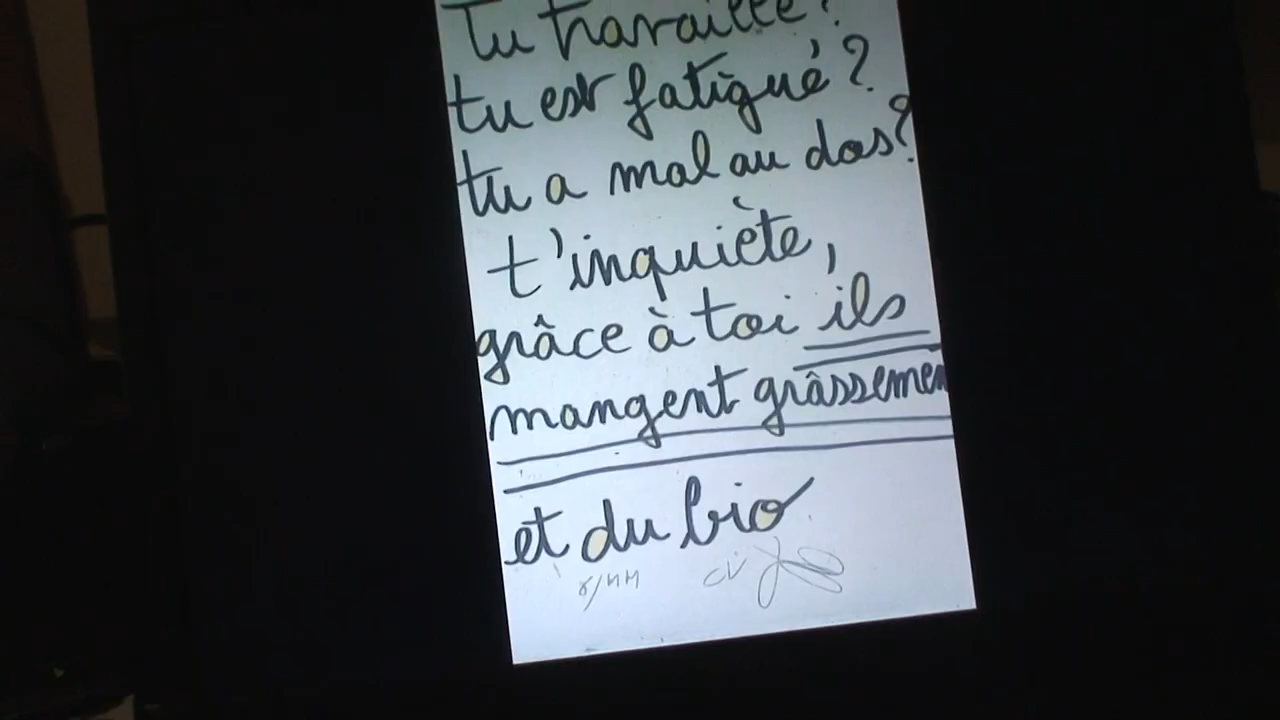 Tu travaille?
tu est fatigué?
tu a mal au dos?
t'inquiète,
grâce à toi ils
mangent grâssemen
et du bio